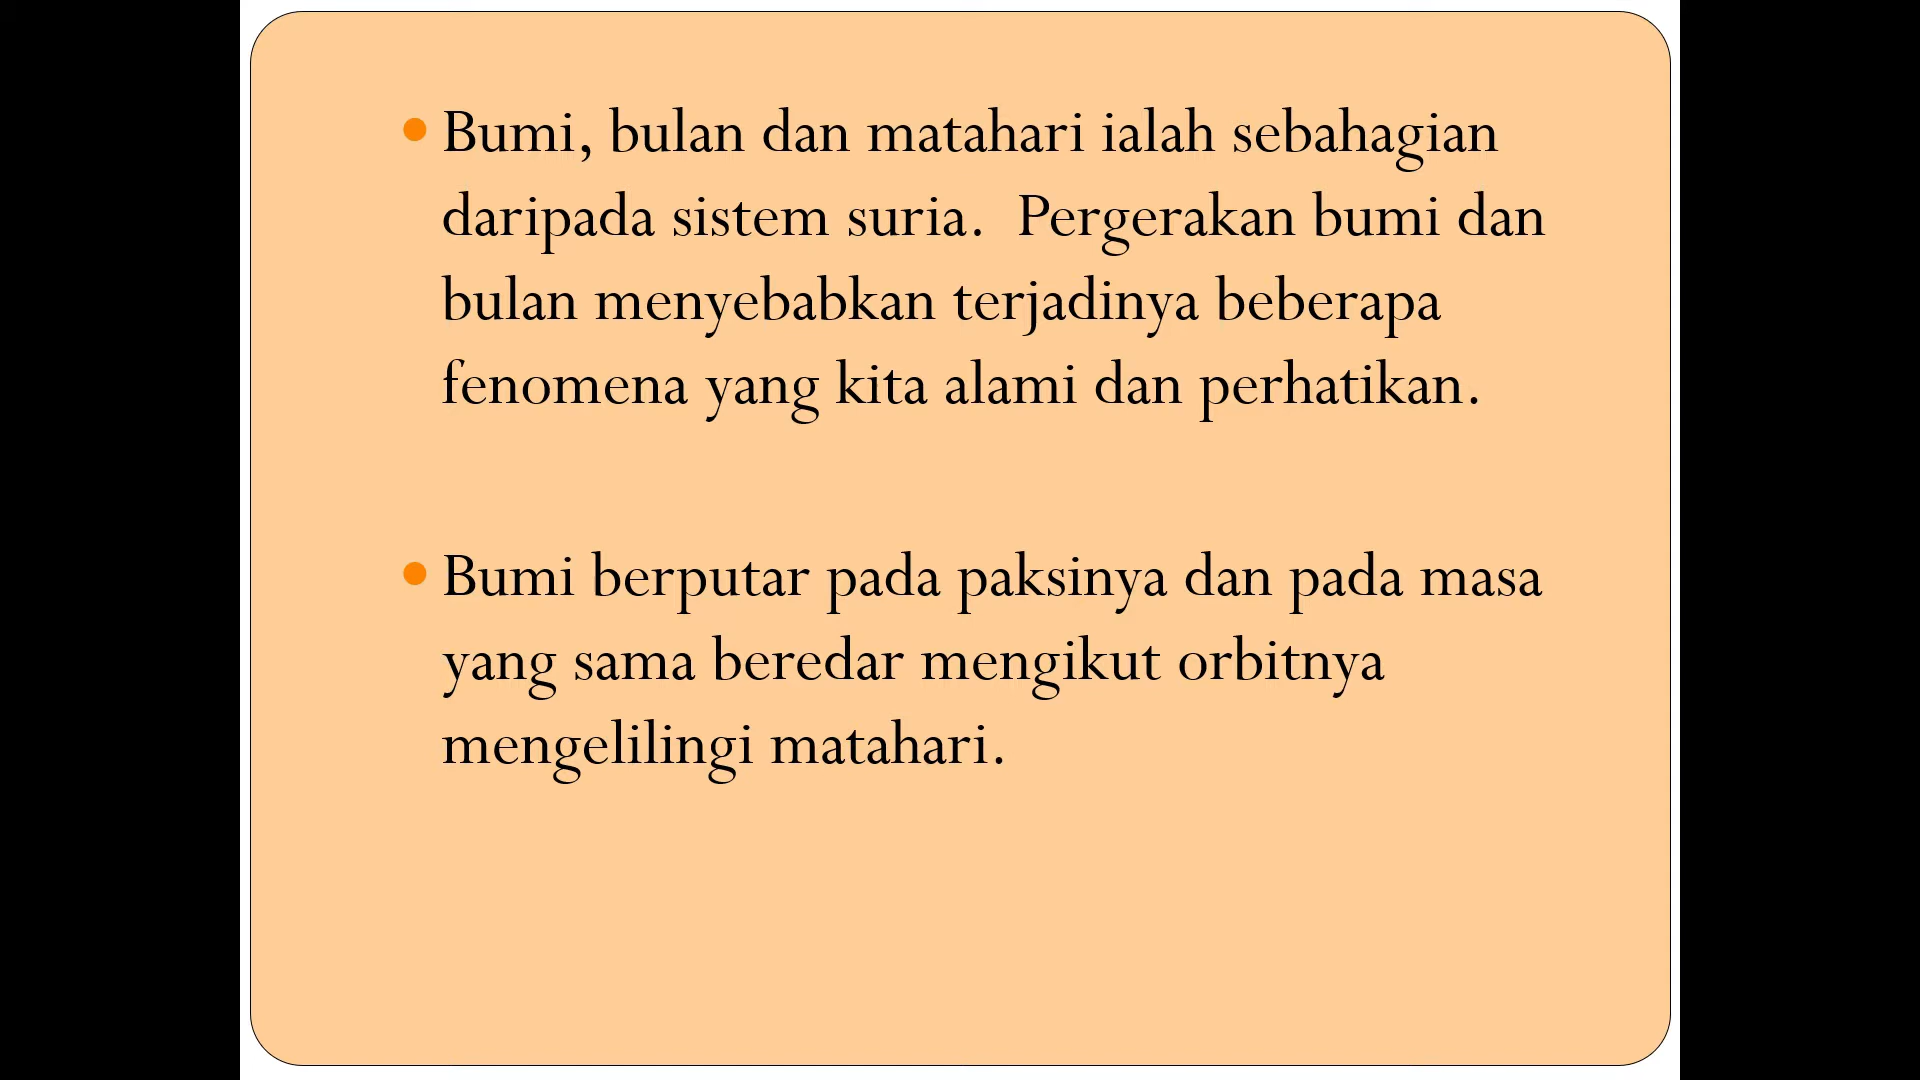 • Bumi, bulan dan matahari ialah sebahagian
daripada sistem suria.  Pergerakan bumi dan
bulan menyebabkan terjadinya beberapa
fenomena yang kita alami dan perhatikan.
• Bumi berputar pada paksinya dan pada masa
yang sama beredar mengikut orbitnya
mengelilingi matahari.